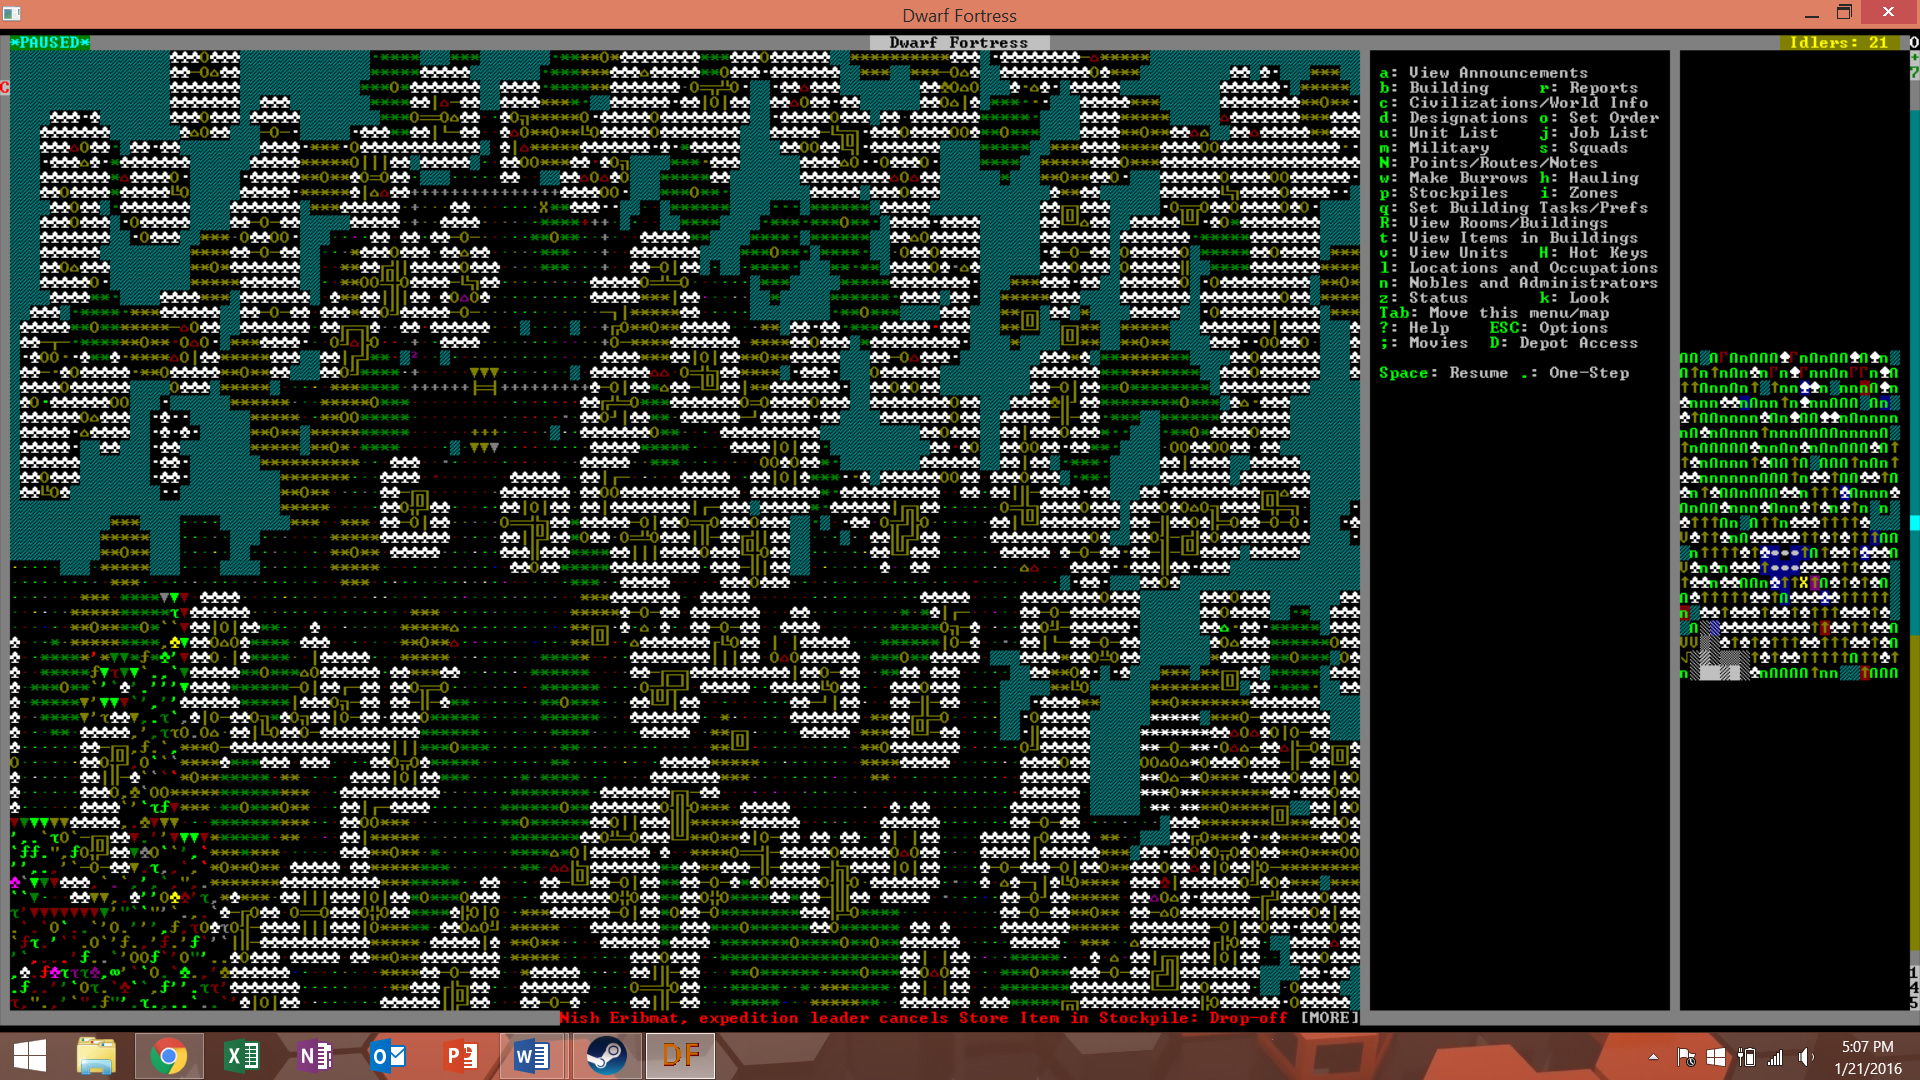 Dwarf Fortress
*PAUSED*
Dwarf Fortress
Idlers: 21
a: View Announcements
b: Building r: Reports
c: Civilizations/World Info
d: Designations o: Set Order
u: Unit List j: Job List
m: Military s: Squads
N: Points/Routes/Notes
w: Make Burrows h: Hauling
p: Stockpiles i: Zones
q: Set Building Tasks/Prefs
R: View Rooms/Buildings
t: View Items in Buildings
v: View Units H: Hot Keys
l: Locations and Occupations
n: Nobles and Administrators
z: Status k: Look
Tab: Move this menu/map
?: Help ESC: Options
;: Movies D: Depot Access
Space: Resume .: One-Step
Nish Eribmat, expedition leader cancels Store Item in Stockpile: Drop-off [MORE]
DF
5:07 PM
1/21/2016